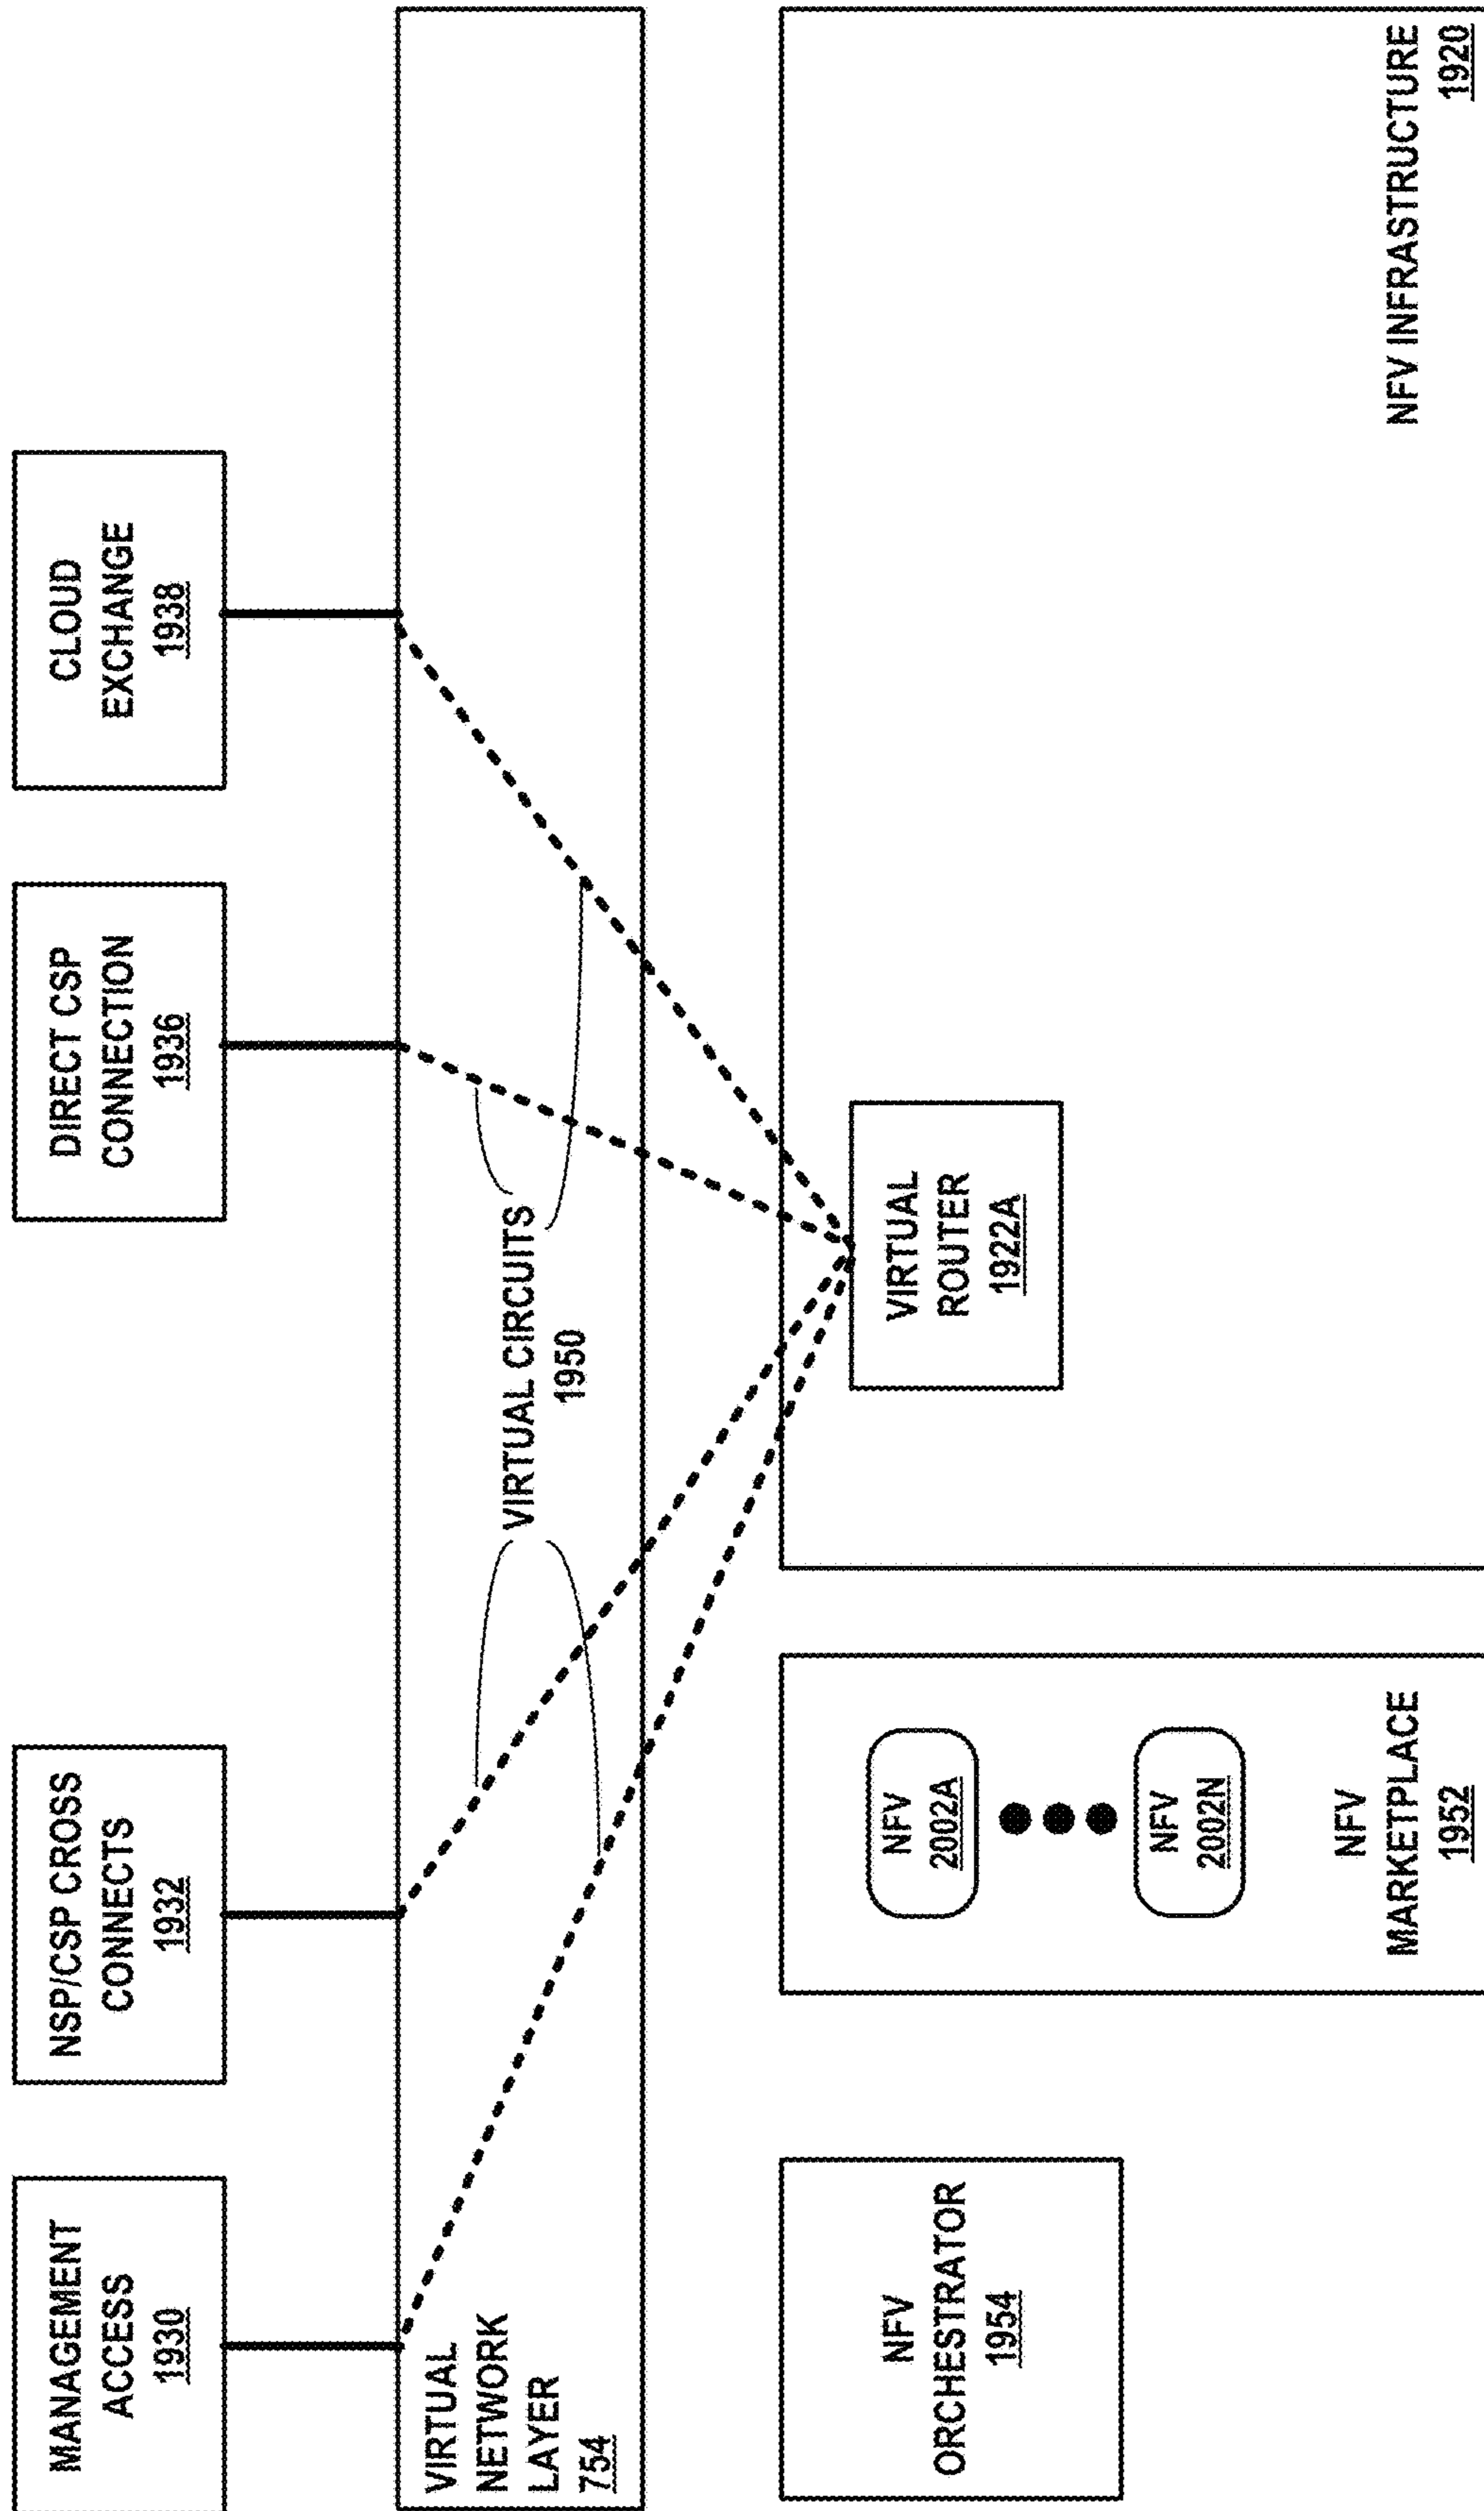 MANAGEMENT
ACCESS
1930
NSP/CSP CROSS
CONNECTS
1932
DIRECT CSP
CONNECTION
1936
CLOUD
EXCHANGE
1938
VIRTUAL
NETWORK
LAYER
754
VIRTUAL CIRCUITS
1950
NFV
ORCHESTRATOR
1954
NFV
2002A
NFV
2002N
NFV
MARKETPLACE
1952
VIRTUAL
ROUTER
1922A
NFV INFRASTRUCTURE
1920